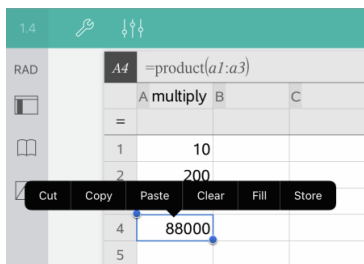 1.4
RAD A4 =product(a1:a3)
A multiply B C
=
1 10
2 200
Cut Copy Paste Clear Fill Store
4 88000
5